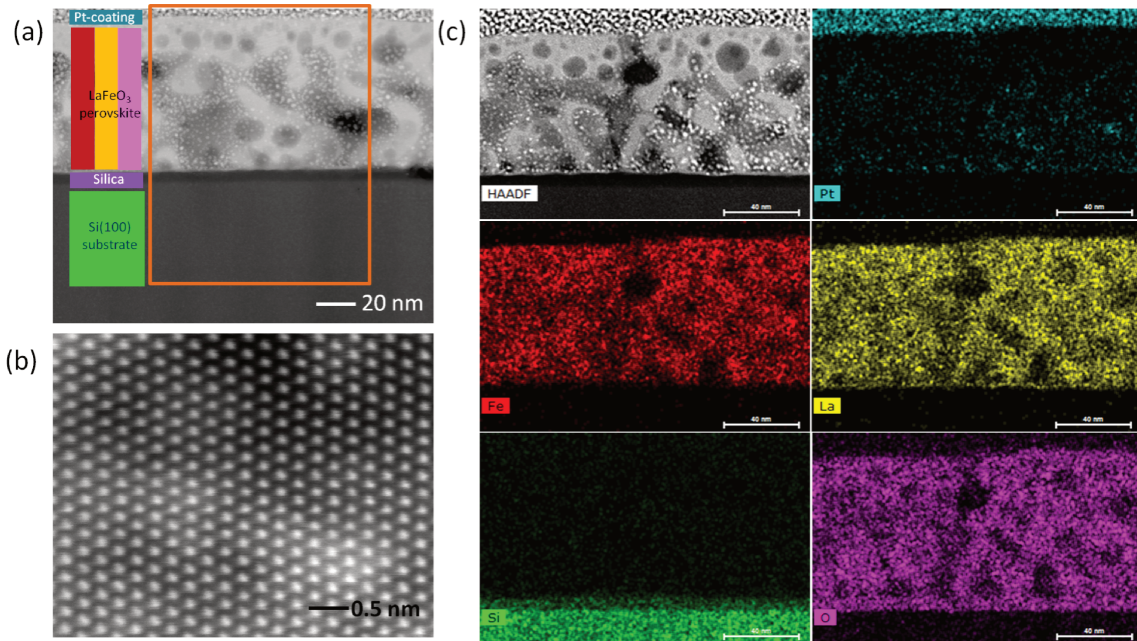 (a)
Pt-coating
LaFeO₃
perovskite
Silica
Si(100)
substrate
20 nm
(b)
0.5 nm
(c)
HAADF
40 nm
Pt
40 nm
Fe
40 nm
La
40 nm
Si
40 nm
O
40 nm